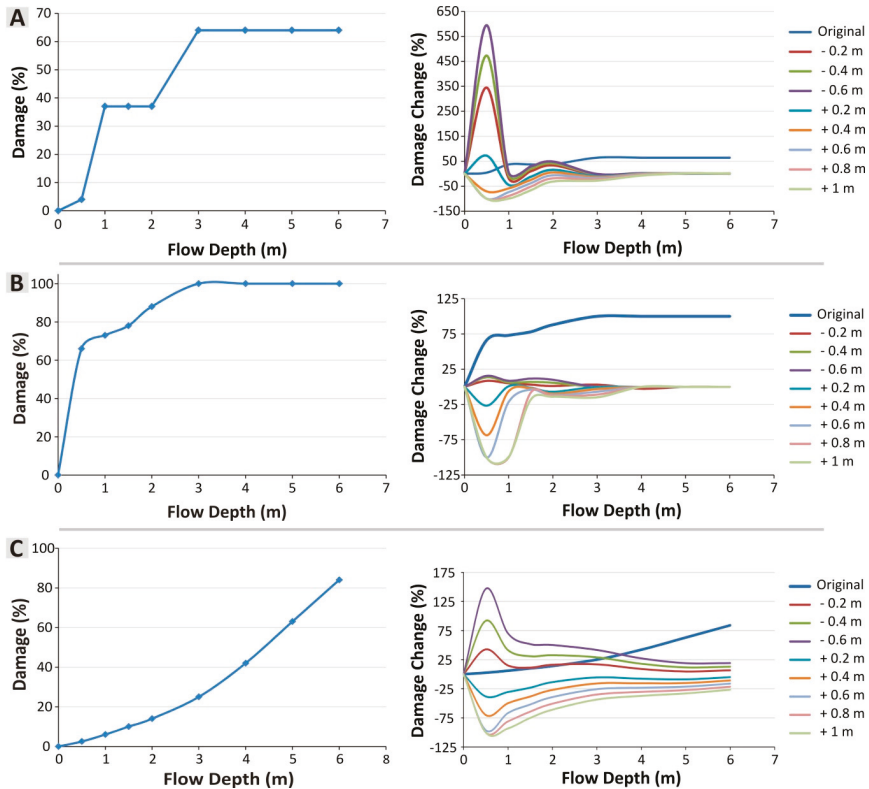 A
Damage (%)
70
60
50
40
30
20
10
0
0 1 2 3 4 5 6 7
Flow Depth (m)
Damage Change (%)
650
550
450
350
250
150
50
-50
-150
0 1 2 3 4 5 6 7
Flow Depth (m)
Original
- 0.2 m
- 0.4 m
- 0.6 m
+ 0.2 m
+ 0.4 m
+ 0.6 m
+ 0.8 m
+ 1 m
B
Damage (%)
100
80
60
40
20
0
0 1 2 3 4 5 6 7
Flow Depth (m)
Damage Change (%)
125
75
25
-25
-75
-125
0 1 2 3 4 5 6 7
Flow Depth (m)
Original
- 0.2 m
- 0.4 m
- 0.6 m
+ 0.2 m
+ 0.4 m
+ 0.6 m
+ 0.8 m
+ 1 m
C
Damage (%)
100
80
60
40
20
0
0 1 2 3 4 5 6 8
Flow Depth (m)
Damage Change (%)
175
125
75
25
-25
-75
-125
0 1 2 3 4 5 6 7
Flow Depth (m)
Original
- 0.2 m
- 0.4 m
- 0.6 m
+ 0.2 m
+ 0.4 m
+ 0.6 m
+ 0.8 m
+ 1 m